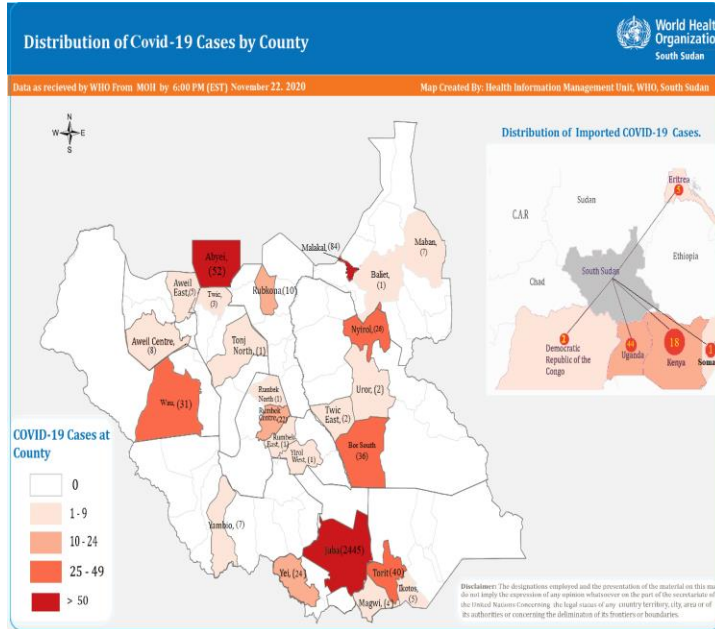 Distribution of Covid-19 Cases by County
World Health
Organizatio
South Sudan
Data as recieved by WHO From MOH by 6:00 PM (EST) November 22. 2020
Map Created By: Health Information Management Unit, WHO, South Sudan
N
W E
S
Distribution of Imported COVID-19 Cases.
Eritrea
5
Sudan
C.A.R
Ethiopia
South Sudan
Chad
Democratic
Republic of the
Congo
44
Uganda
18
Kenya
1
Soma
Malakal, (84)
Maban,
(7)
Abyei,
(52)
Baliet,
(1)
Aweil
East,
Twic,
(3)
Rubkona(10)
Nyirol,
Aweil Centre,
(8)
Tonj
North, (1)
Uror, (2)
Wau, (31)
Rumbek
North (1)
Rumbek
Centre, (22)
Twic
East, (2)
Rumbek
East, (1)
Yirol
West, (1)
Bor South
(36)
Yambio, (7)
Juba(2445)
Yei, (24)
Torit(40)
Magwi,
Ikotos,
(5)
COVID-19 Cases at
County
0
1 - 9
10 - 24
25 - 49
> 50
Disclaimer: The designations employed and the presentation of the material on this ma
do not imply the expression of any opinion whatsoever on the part of the secretariate of
the United Nations Concerning the legal status of any country territory, city, area or of
its authorities or concerning the delimination of its frontiers or boundaries.